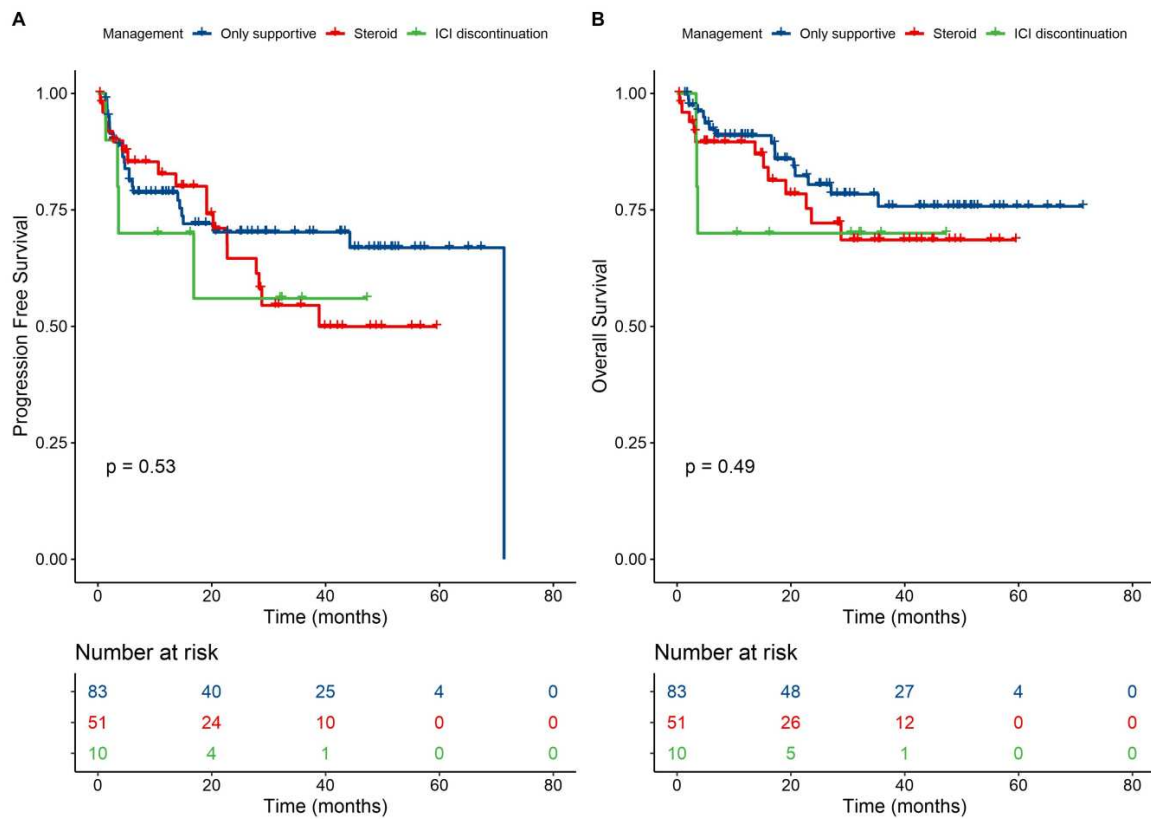 A
Management Only supportive Steroid ICI discontinuation
1.00
0.75
0.50
0.25
0.00
Progression Free Survival
p = 0.53
0 20 40 60 80
Time (months)
Number at risk
83 40 25 4 0
51 24 10 0 0
10 4 1 0 0
0 20 40 60 80
Time (months)
B
Management Only supportive Steroid ICI discontinuation
1.00
0.75
0.50
0.25
0.00
Overall Survival
p = 0.49
0 20 40 60 80
Time (months)
Number at risk
83 48 27 4 0
51 26 12 0 0
10 5 1 0 0
0 20 40 60 80
Time (months)